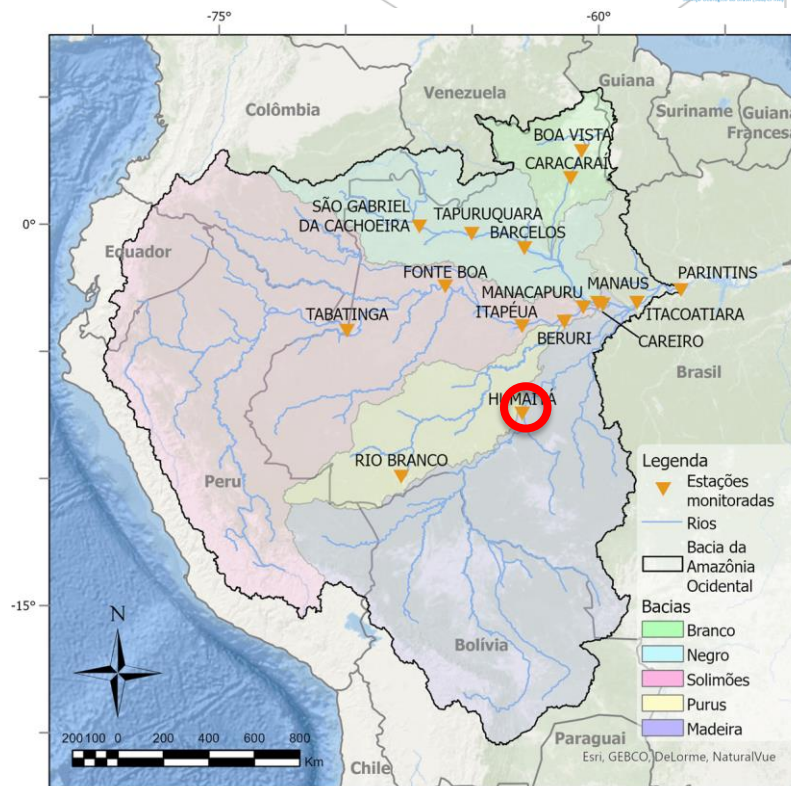 -75°
-60°
Venezuela
Guiana
Colômbia
Suriname
Guiana
Francesa
BOA VISTA
CARACARAÍ
SÃO GABRIEL
DA CACHOEIRA
TAPURUQUARA
BARCELOS
0°
Equador
FONTE BOA
MANAUS
PARINTINS
MANACAPURU
ITAPÉUA
TABATINGA
ITACOATIARA
BERURI
CAREIRO
Brasil
HUMAITÁ
RIO BRANCO
Peru
Legenda
Estações
monitoradas
Rios
Bacia da
Amazônia
Ocidental
-15°
N
Bacias
Branco
Negro
Solimões
Purus
Madeira
Bolívia
Paraguai
Chile
200 100 0 200 400 600 800
Km
Esri, GEBCO, DeLorme, NaturalVue